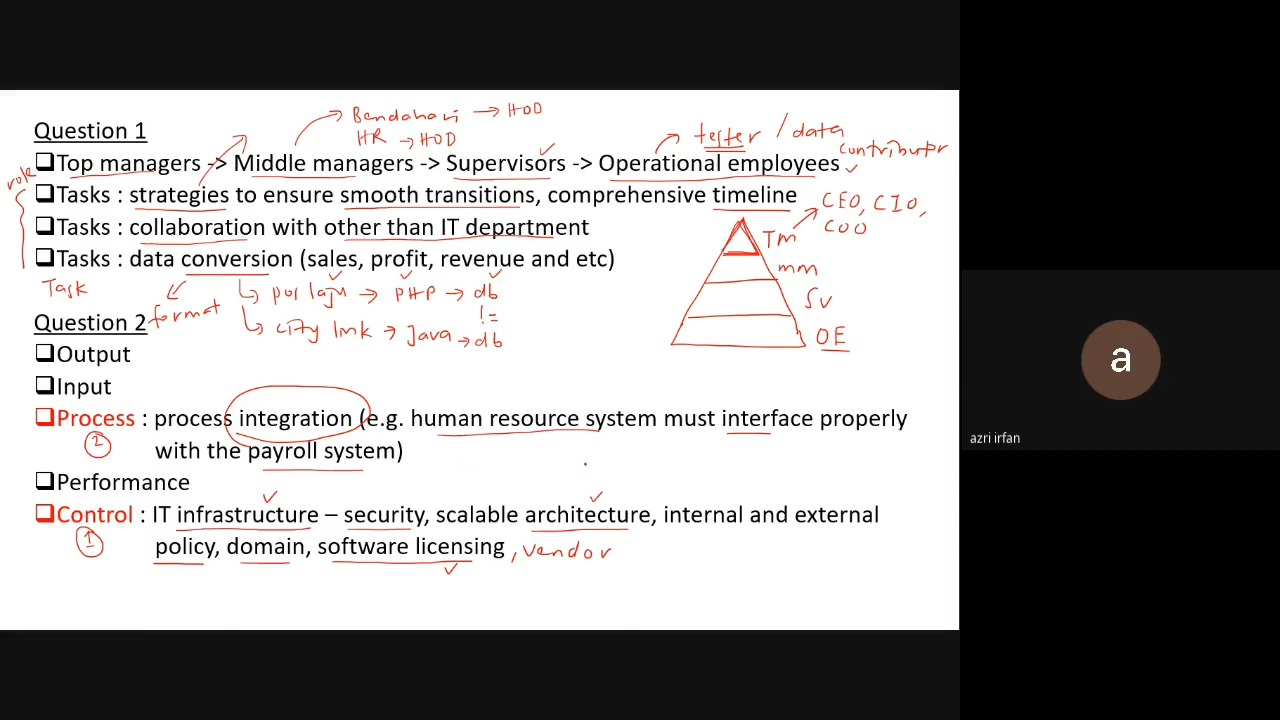 Bendahari → HOD
Question 1
HR → HOD
tester / data contributor
❑Top managers -> Middle managers -> Supervisors -> Operational employees
role
❑Tasks : strategies to ensure smooth transitions, comprehensive timeline
CEO, CIO,
COO
❑Tasks : collaboration with other than IT department
Tm
❑Tasks : data conversion (sales, profit, revenue and etc)
mm
Task
format
pos laju → PHP → db
!=
city link → Java → db
SV
OE
Question 2
❑Output
❑Input
❑Process : process integration (e.g. human resource system must interface properly
with the payroll system)
2
❑Performance
❑Control : IT infrastructure – security, scalable architecture, internal and external
policy, domain, software licensing, vendor
1
a
azri irfan